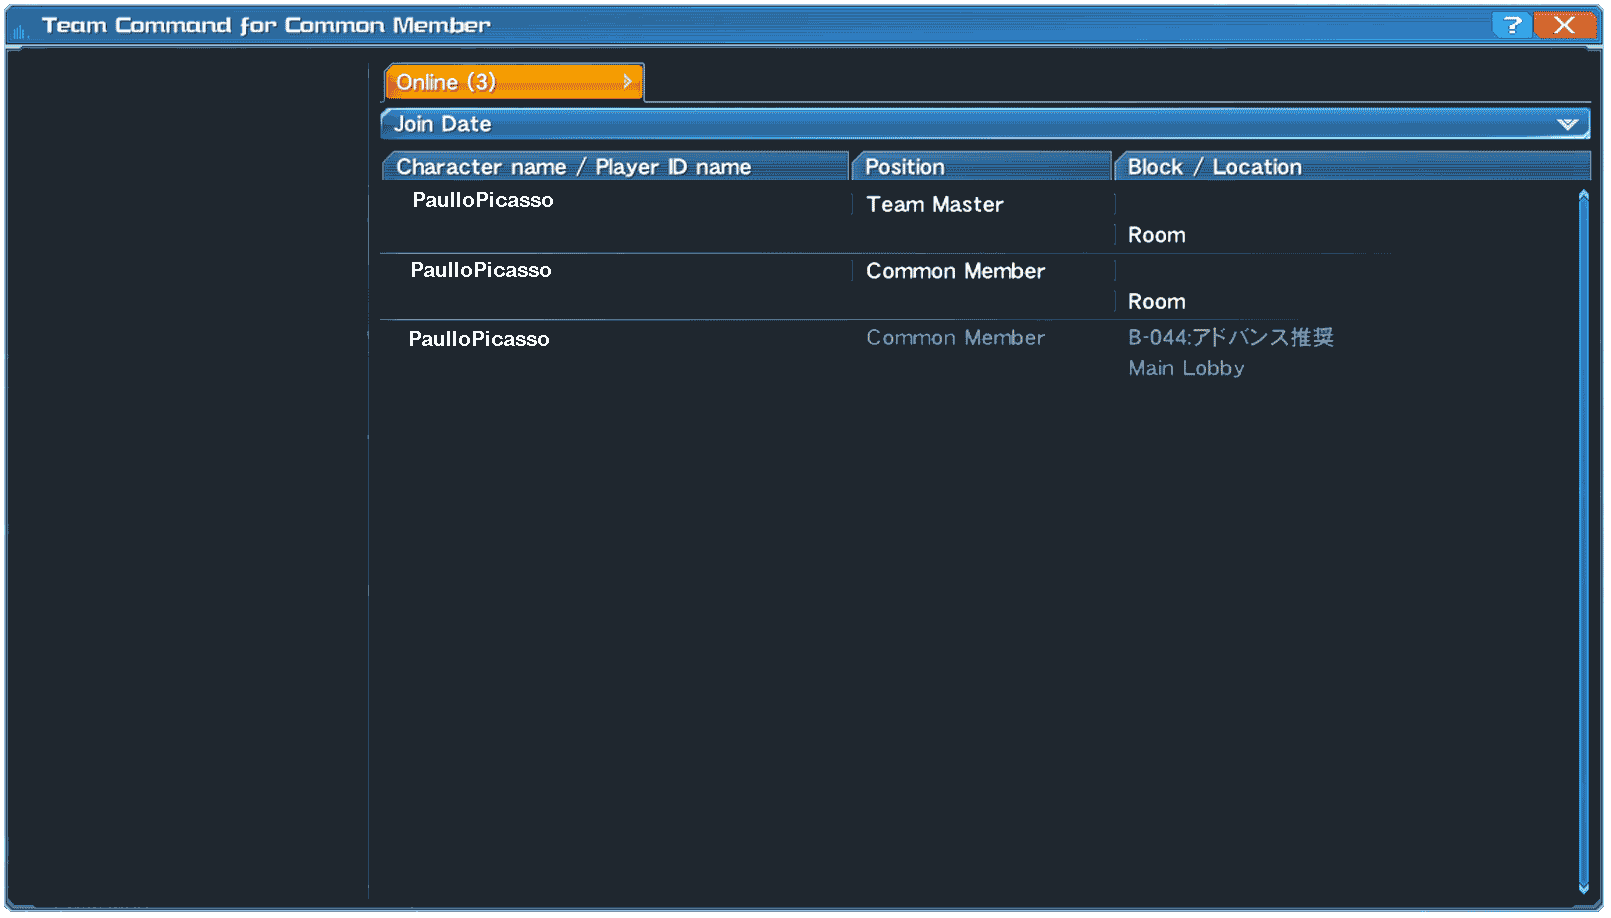 Team Command for Common Member
?
Online (3)
Join Date
Character name / Player ID name Position Block / Location
PaulloPicasso Team Master
Room
PaulloPicasso Common Member
Room
PaulloPicasso Common Member B-044:アドバンス推奨
Main Lobby